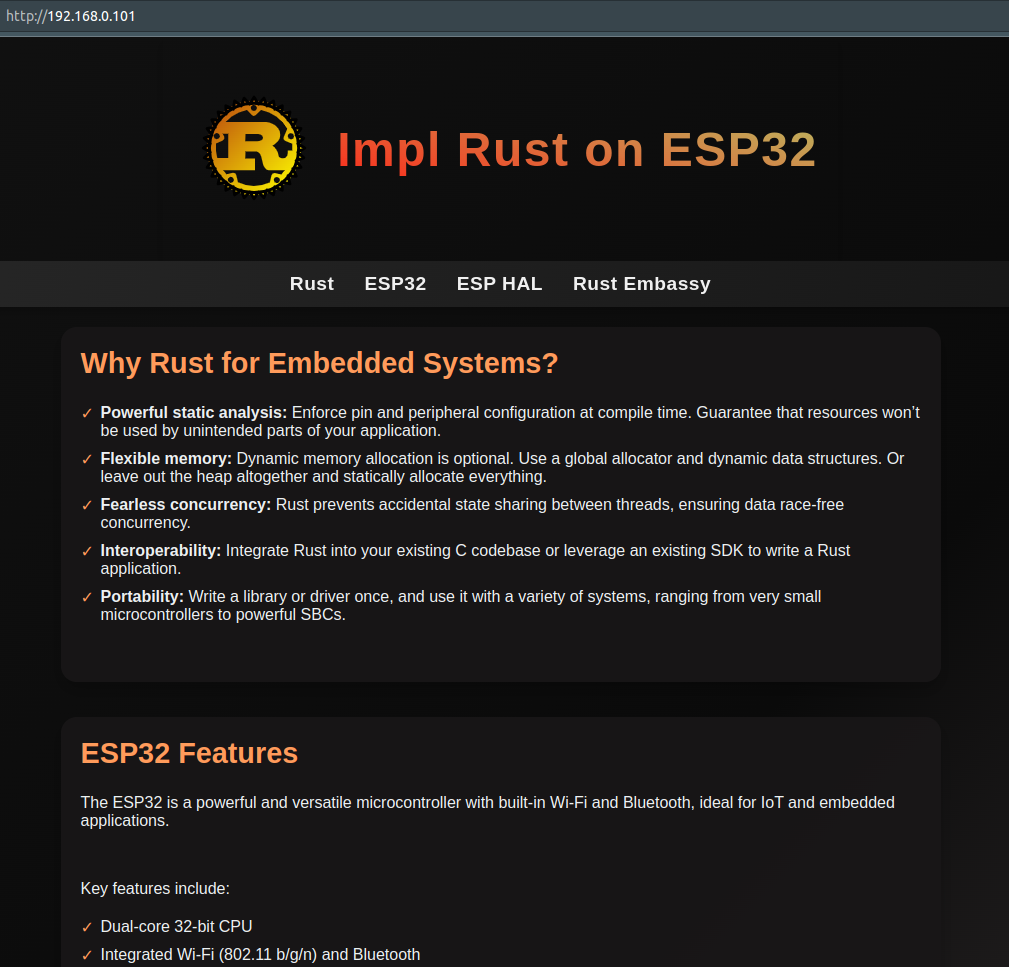 http://192.168.0.101
R
Impl Rust on ESP32
Rust ESP32 ESP HAL Rust Embassy
Why Rust for Embedded Systems?
✓ Powerful static analysis: Enforce pin and peripheral configuration at compile time. Guarantee that resources won’t
be used by unintended parts of your application.
✓ Flexible memory: Dynamic memory allocation is optional. Use a global allocator and dynamic data structures. Or
leave out the heap altogether and statically allocate everything.
✓ Fearless concurrency: Rust prevents accidental state sharing between threads, ensuring data race-free
concurrency.
✓ Interoperability: Integrate Rust into your existing C codebase or leverage an existing SDK to write a Rust
application.
✓ Portability: Write a library or driver once, and use it with a variety of systems, ranging from very small
microcontrollers to powerful SBCs.
ESP32 Features
The ESP32 is a powerful and versatile microcontroller with built-in Wi-Fi and Bluetooth, ideal for IoT and embedded
applications.
Key features include:
✓ Dual-core 32-bit CPU
✓ Integrated Wi-Fi (802.11 b/g/n) and Bluetooth